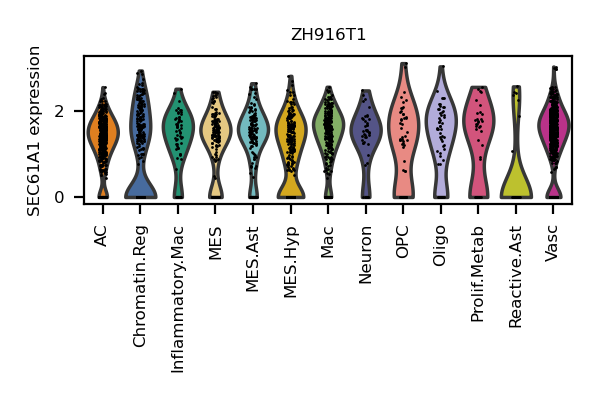 ZH916T1
SEC61A1 expression
2
0
AC
Chromatin.Reg
Inflammatory.Mac
MES
MES.Ast
MES.Hyp
Mac
Neuron
OPC
Oligo
Prolif.Metab
Reactive.Ast
Vasc